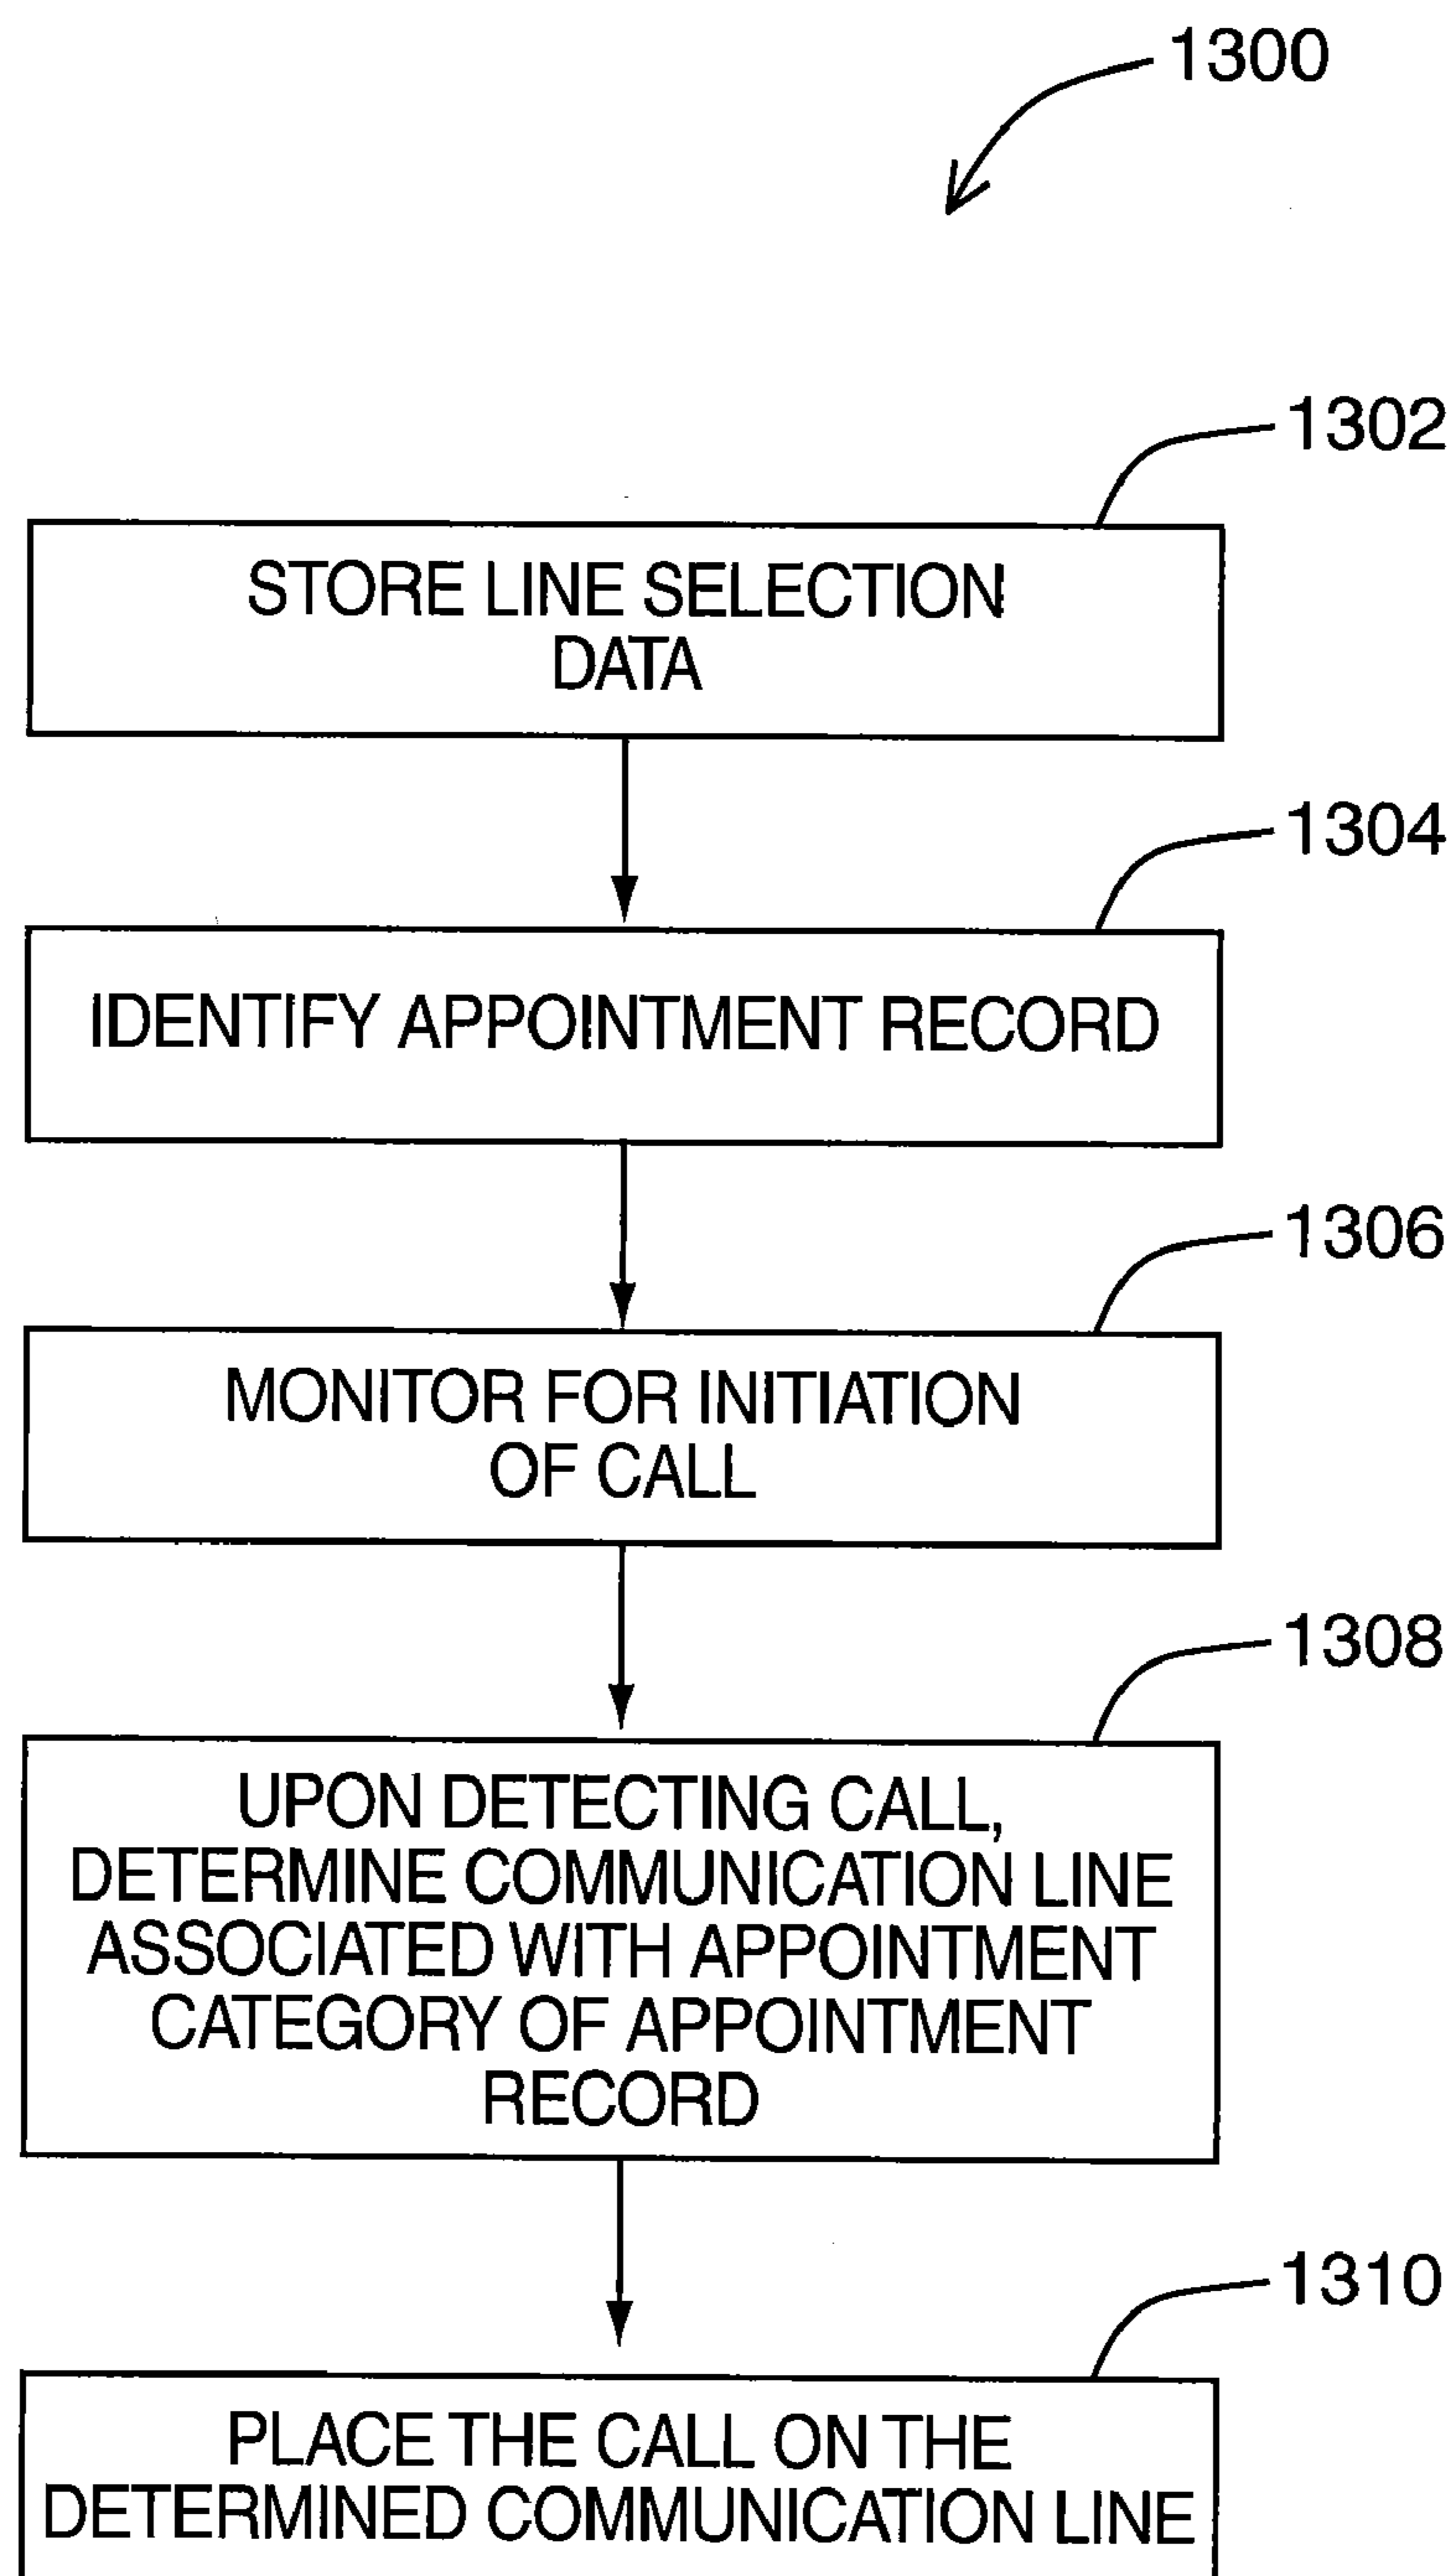 1300
1302
STORE LINE SELECTION
DATA
1304
IDENTIFY APPOINTMENT RECORD
1306
MONITOR FOR INITIATION
OF CALL
1308
UPON DETECTING CALL,
DETERMINE COMMUNICATION LINE
ASSOCIATED WITH APPOINTMENT
CATEGORY OF APPOINTMENT
RECORD
1310
PLACE THE CALL ON THE
DETERMINED COMMUNICATION LINE